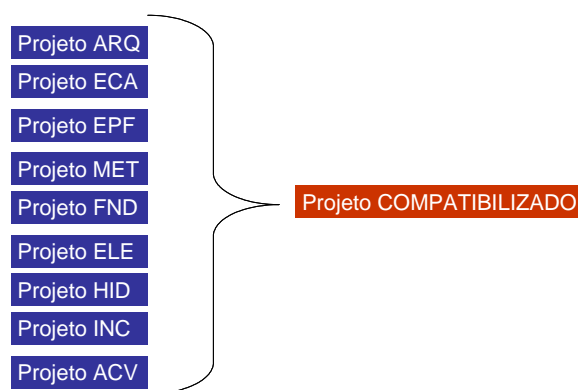 Projeto ARQ
Projeto ECA
Projeto EPF
Projeto MET
Projeto FND
Projeto COMPATIBILIZADO
Projeto ELE
Projeto HID
Projeto INC
Projeto ACV